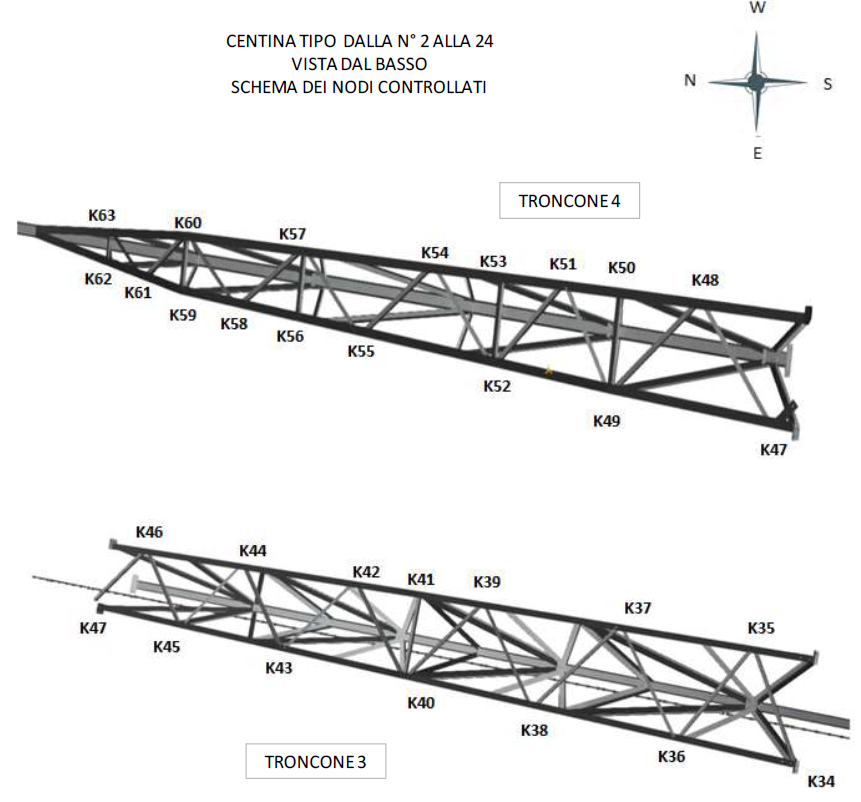 CENTINA TIPO DALLA N° 2 ALLA 24
VISTA DAL BASSO
SCHEMA DEI NODI CONTROLLATI
W
N
S
E
TRONCONE 4
K63
K60
K57
K54
K53
K51
K50
K48
K62
K61
K59
K58
K56
K55
K52
K49
K47
K46
K44
K42
K41
K39
K37
K35
K47
K45
K43
K40
K38
K36
K34
TRONCONE 3